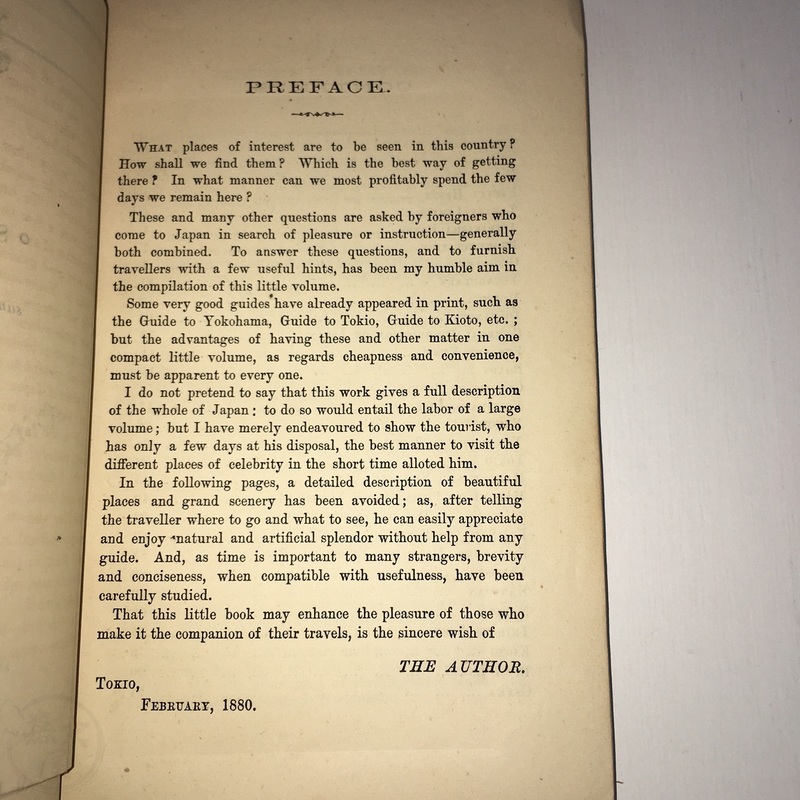 PREFACE.
WHAT places of interest are to be seen in this country?
How shall we find them? Which is the best way of getting
there? In what manner can we most profitably spend the few
days we remain here?
These and many other questions are asked by foreigners who
come to Japan in search of pleasure or instruction—generally
both combined. To answer these questions, and to furnish
travellers with a few useful hints, has been my humble aim in
the compilation of this little volume.
Some very good guides have already appeared in print, such as
the Guide to Yokohama, Guide to Tokio, Guide to Kioto, etc. ;
but the advantages of having these and other matter in one
compact little volume, as regards cheapness and convenience,
must be apparent to every one.
I do not pretend to say that this work gives a full description
of the whole of Japan : to do so would entail the labor of a large
volume ; but I have merely endeavoured to show the tourist, who
has only a few days at his disposal, the best manner to visit the
different places of celebrity in the short time alloted him.
In the following pages, a detailed description of beautiful
places and grand scenery has been avoided ; as, after telling
the traveller where to go and what to see, he can easily appreciate
and enjoy natural and artificial splendor without help from any
guide. And, as time is important to many strangers, brevity
and conciseness, when compatible with usefulness, have been
carefully studied.
That this little book may enhance the pleasure of those who
make it the companion of their travels, is the sincere wish of
THE AUTHOR.
TOKIO,
FEBRUARY, 1880.